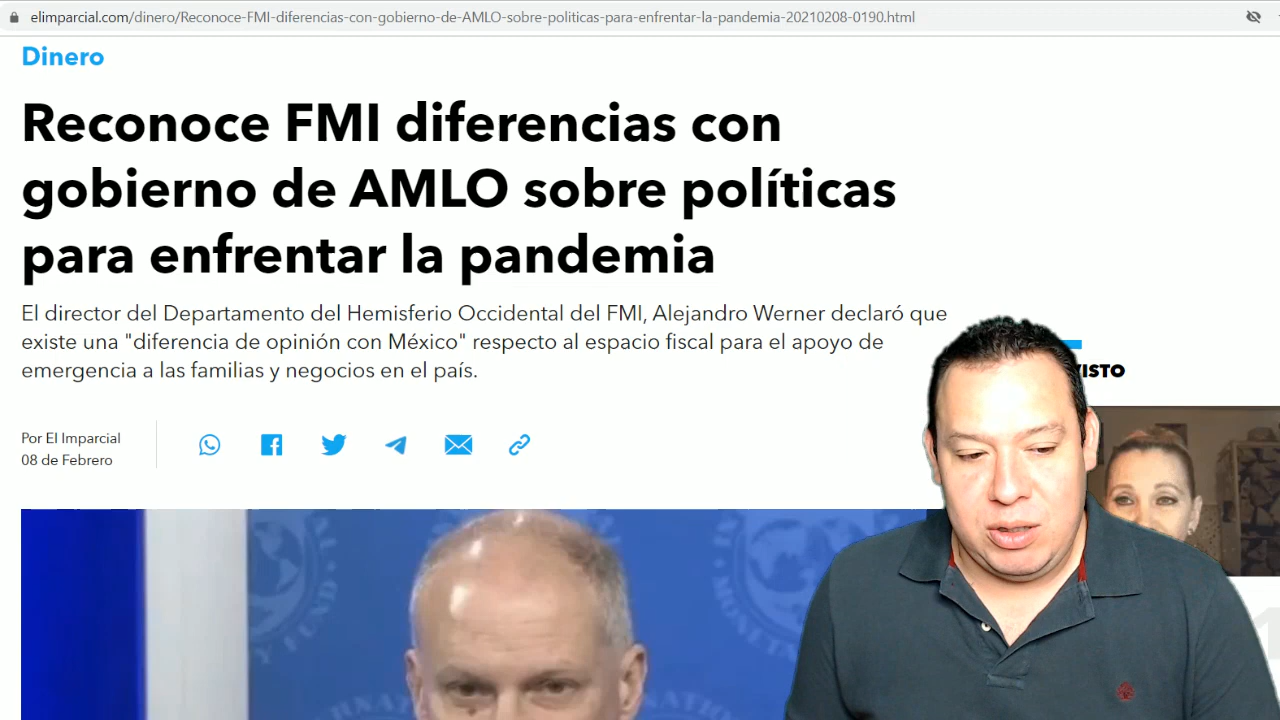 elimparcial.com/dinero/Reconoce-FMI-diferencias-con-gobierno-de-AMLO-sobre-politicas-para-enfrentar-la-pandemia-20210208-0190.html
Dinero
Reconoce FMI diferencias con
gobierno de AMLO sobre políticas
para enfrentar la pandemia
El director del Departamento del Hemisferio Occidental del FMI, Alejandro Werner declaró que
existe una "diferencia de opinión con México" respecto al espacio fiscal para el apoyo de
emergencia a las familias y negocios en el país.
VISTO
Por El Imparcial
08 de Febrero